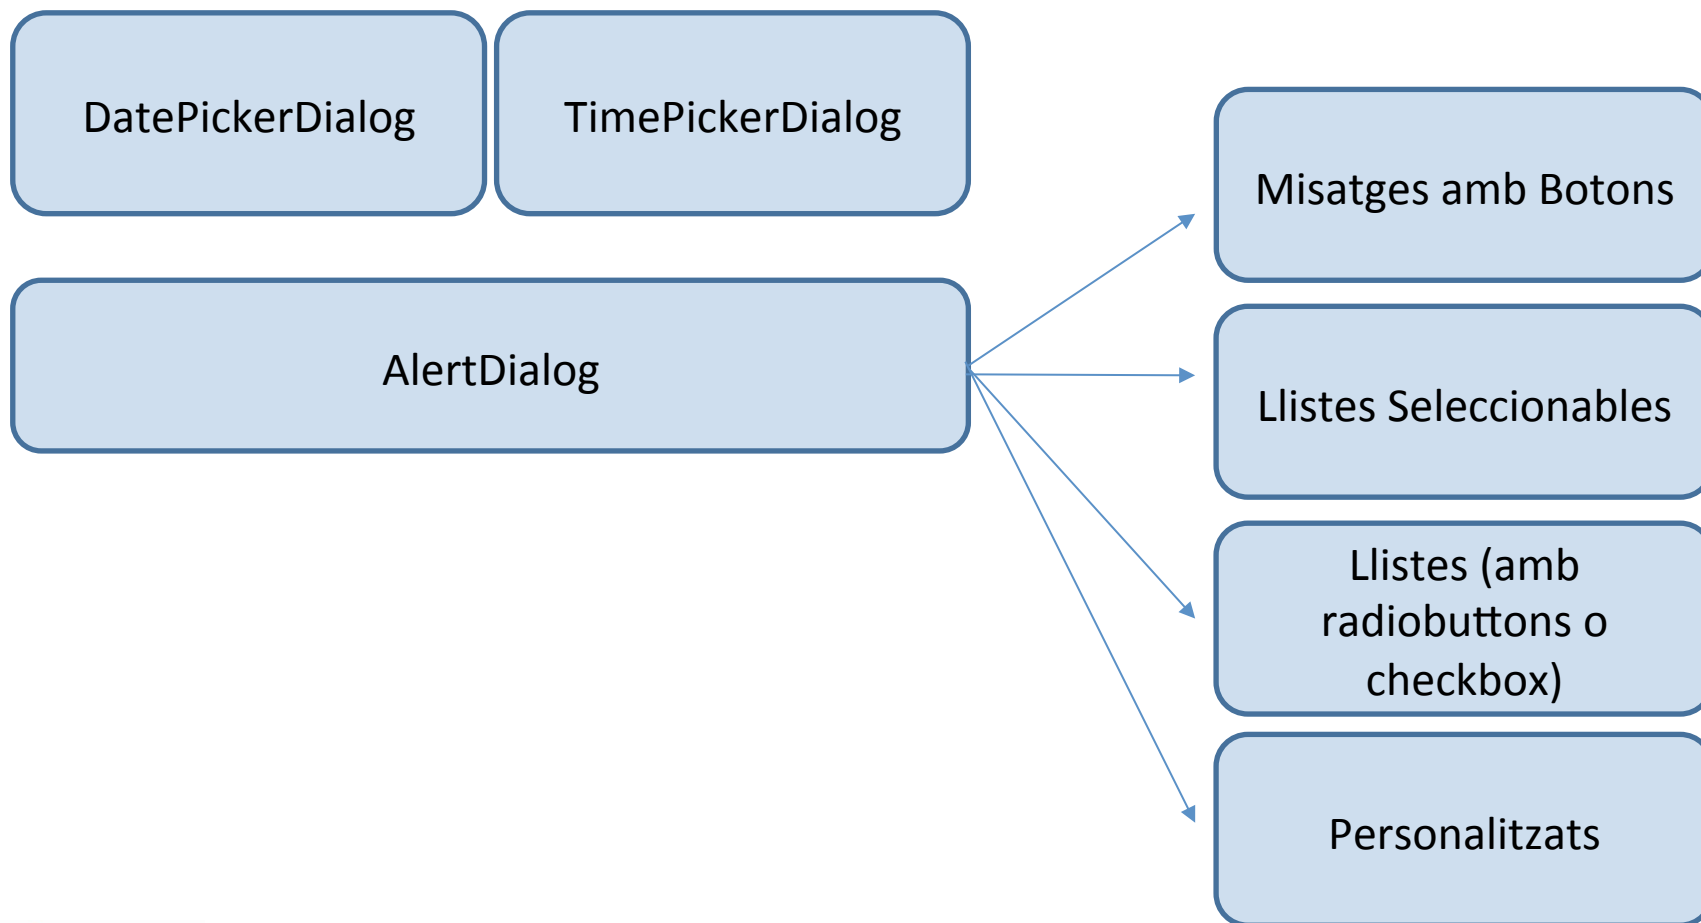 DatePickerDialog
TimePickerDialog
AlertDialog
Misatges amb Botons
Llistes Seleccionables
Llistes (amb
radiobuttons o
checkbox)
Personalitzats